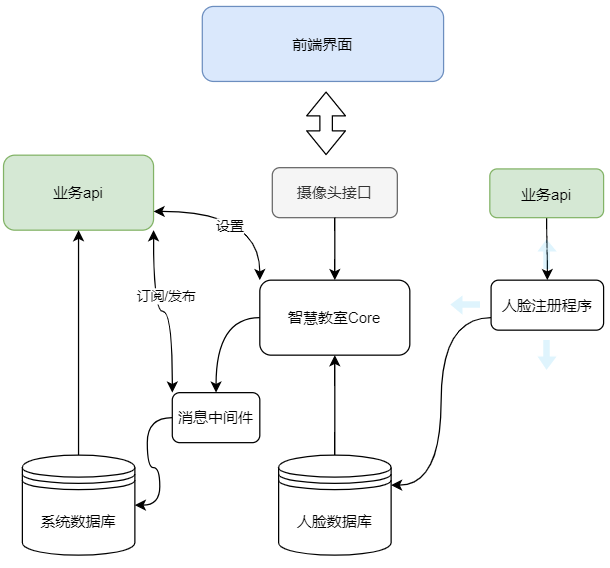 前端界面
业务api
摄像头接口
业务api
设置
订阅/发布
智慧教室Core
人脸注册程序
消息中间件
系统数据库
人脸数据库